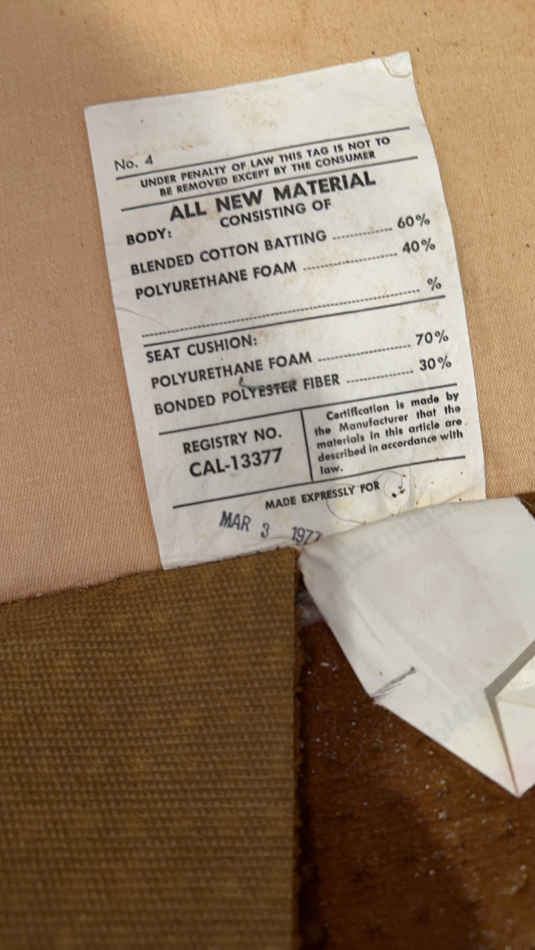 No. 4
UNDER PENALTY OF LAW THIS TAG IS NOT TO
BE REMOVED EXCEPT BY THE CONSUMER
ALL NEW MATERIAL
CONSISTING OF
BODY:
BLENDED COTTON BATTING ............ 60%
POLYURETHANE FOAM .................... 40%
............................................................ %
SEAT CUSHION:
POLYURETHANE FOAM .................... 70%
BONDED POLYESTER FIBER .............. 30%
REGISTRY NO.
CAL-13377
Certification is made by
the Manufacturer that the
materials in this article are
described in accordance with
law.
MADE EXPRESSLY FOR
MAR 3 1977